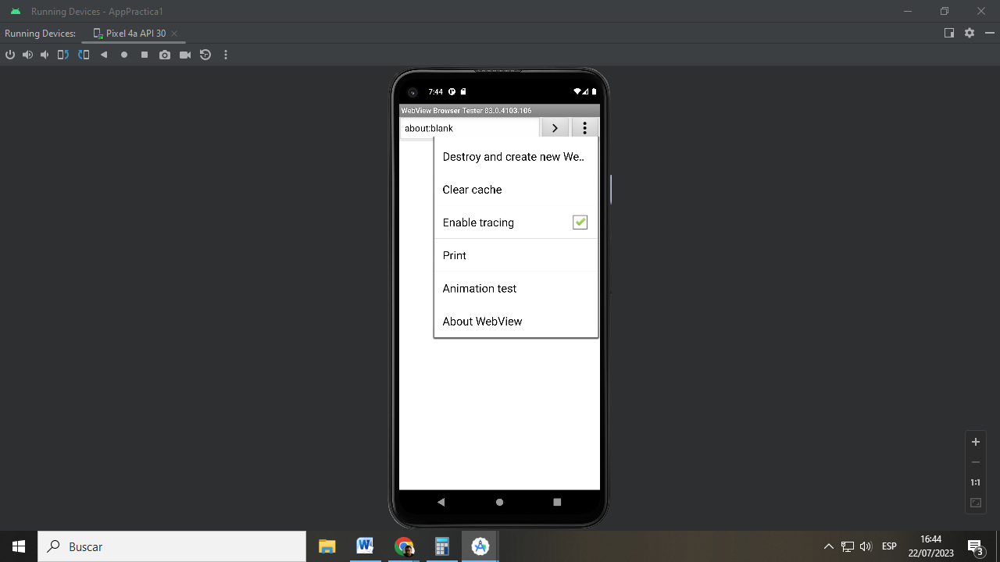 Running Devices - AppPractica1
Running Devices:
Pixel 4a API 30
7:44
WebView Browser Tester 83.0.4103.106
about:blank
Destroy and create new We..
Clear cache
Enable tracing
Print
Animation test
About WebView
1:1
Buscar
ESP
16:44
22/07/2023
3